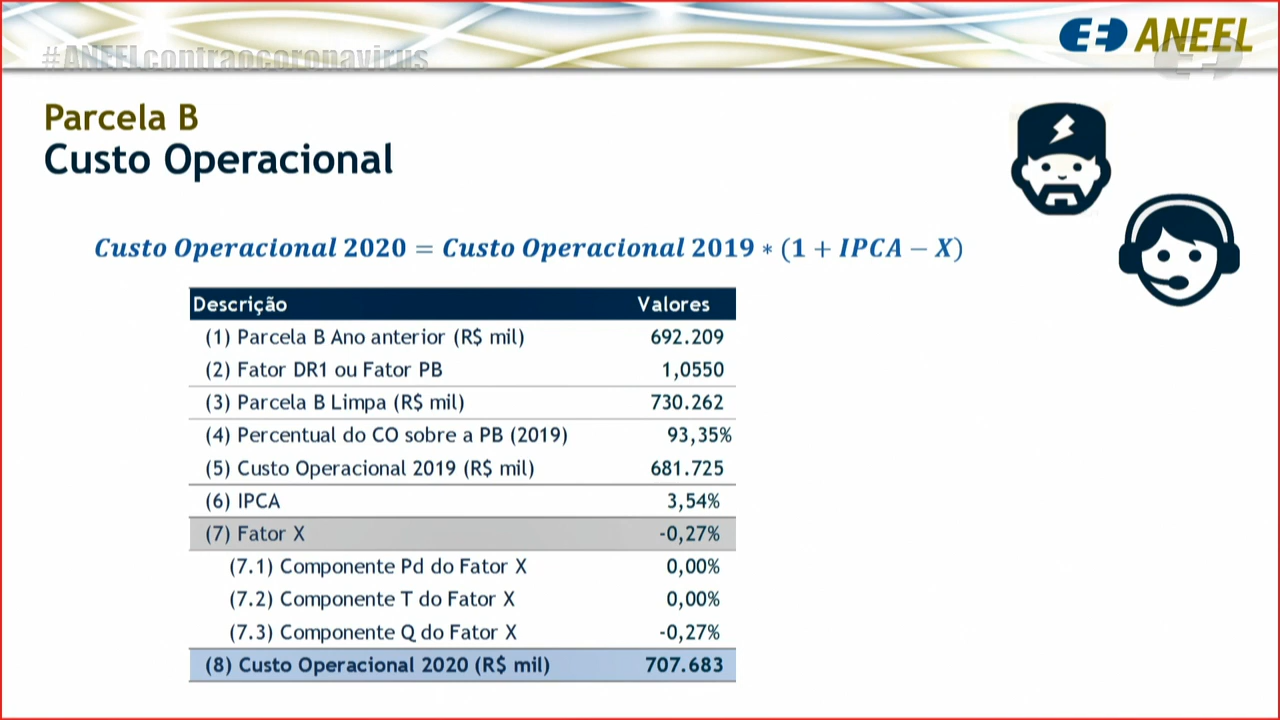 #ANEELcontraocoronavirus
ANEEL
Parcela B
Custo Operacional
Custo Operacional 2020 = Custo Operacional 2019 * (1 + IPCA − X)
Descrição Valores
(1) Parcela B Ano anterior (R$ mil) 692.209
(2) Fator DR1 ou Fator PB 1,0550
(3) Parcela B Limpa (R$ mil) 730.262
(4) Percentual do CO sobre a PB (2019) 93,35%
(5) Custo Operacional 2019 (R$ mil) 681.725
(6) IPCA 3,54%
(7) Fator X -0,27%
(7.1) Componente Pd do Fator X 0,00%
(7.2) Componente T do Fator X 0,00%
(7.3) Componente Q do Fator X -0,27%
(8) Custo Operacional 2020 (R$ mil) 707.683